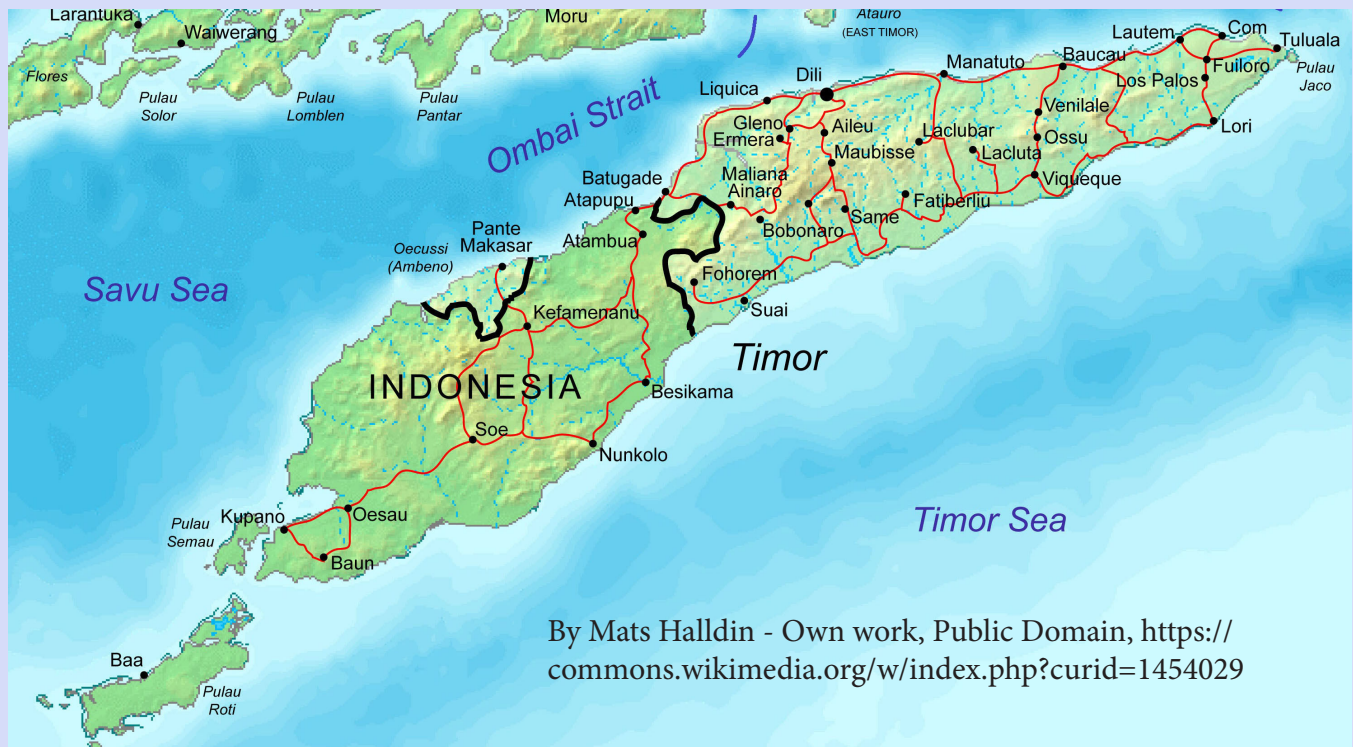 Larantuka
Waiwerang
Moru
Atauro
(EAST TIMOR)
Flores
Pulau
Solor
Pulau
Lomblen
Pulau
Pantar
Ombai Strait
Liquica
Dili
Manatuto
Baucau
Lautem
Com
Tuluala
Fuiloro
Los Palos
Pulau
Jaco
Gleno
Ermera
Aileu
Laclubar
Venilale
Ossu
Lori
Maubisse
Lacluta
Viqueque
Batugade
Atapupu
Maliana
Ainaro
Fatiberliu
Same
Bobonaro
Pante
Makasar
Oecussi
(Ambeno)
Atambua
Fohorem
Suai
Savu Sea
Kefamenanu
Timor
INDONESIA
Besikama
Soe
Nunkolo
Pulau
Semau
Kupano
Oesau
Baun
Timor Sea
By Mats Halldin - Own work, Public Domain, https://
commons.wikimedia.org/w/index.php?curid=1454029
Baa
Pulau
Roti